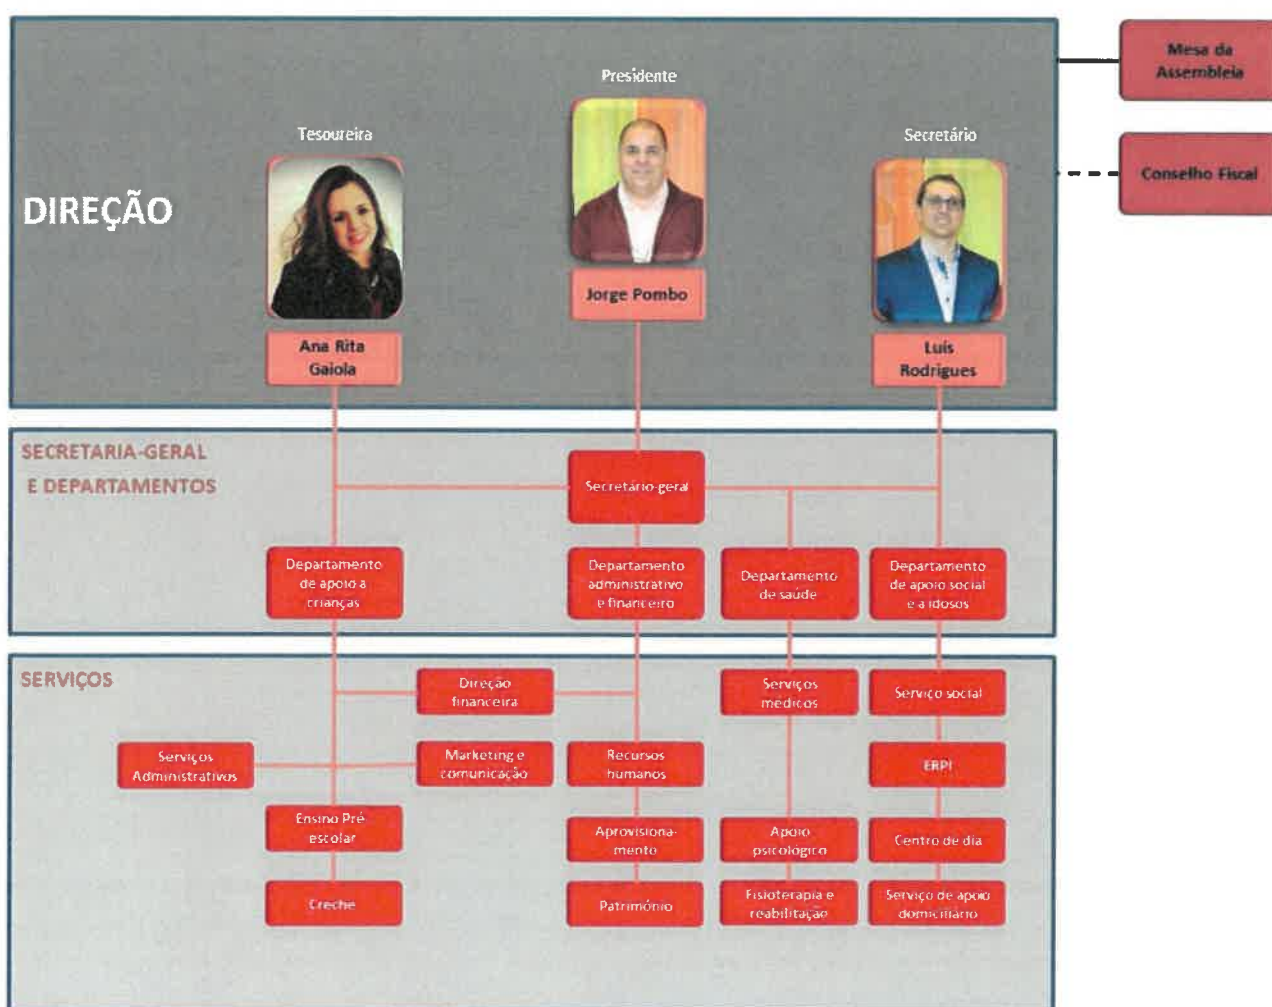 Mesa da
Assembleia
Presidente
Tesoureira
Secretário
Conselho Fiscal
DIREÇÃO
Jorge Pombo
Ana Rita
Gaiola
Luís
Rodrigues
SECRETARIA-GERAL
E DEPARTAMENTOS
Secretário-geral
Departamento
de apoio a
crianças
Departamento
administrativo
e financeiro
Departamento
de saúde
Departamento
de apoio social
e a idosos
SERVIÇOS
Direção
financeira
Serviços
médicos
Serviço social
Serviços
Administrativos
Marketing e
comunicação
Recursos
humanos
ERPI
Ensino Pré
escolar
Aprovisiona-
mento
Apoio
psicológico
Centro de dia
Creche
Património
Fisioterapia e
reabilitação
Serviço de apoio
domiciliário